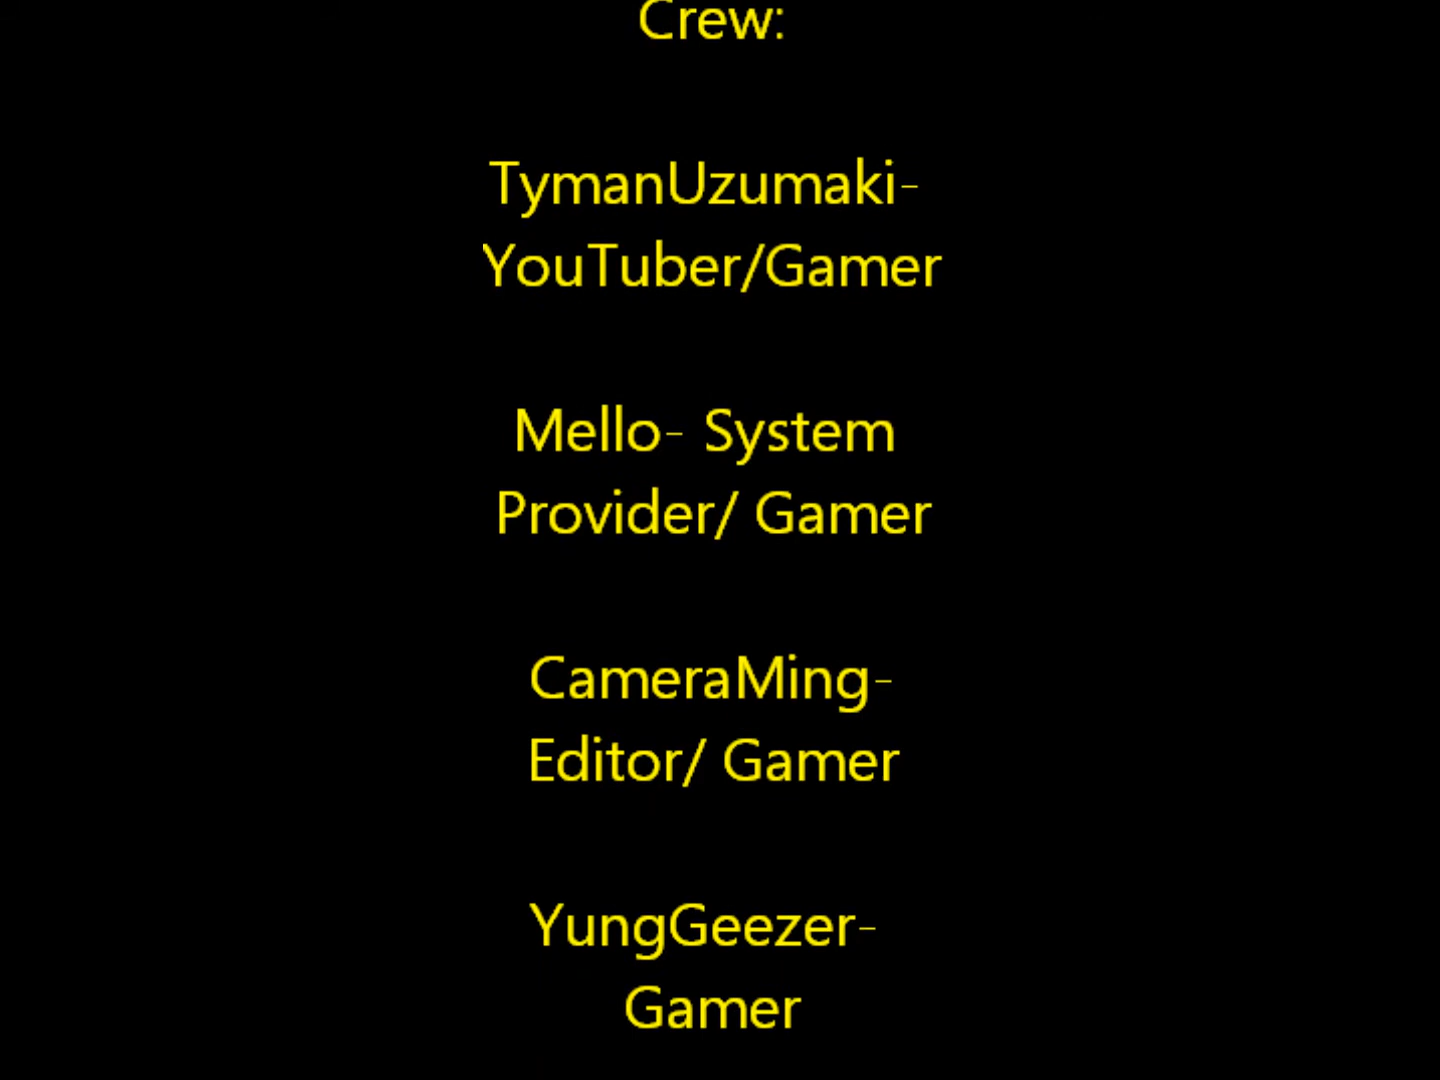 Crew:
TymanUzumaki-
YouTuber/Gamer
Mello- System
Provider/ Gamer
CameraMing-
Editor/ Gamer
YungGeezer-
Gamer